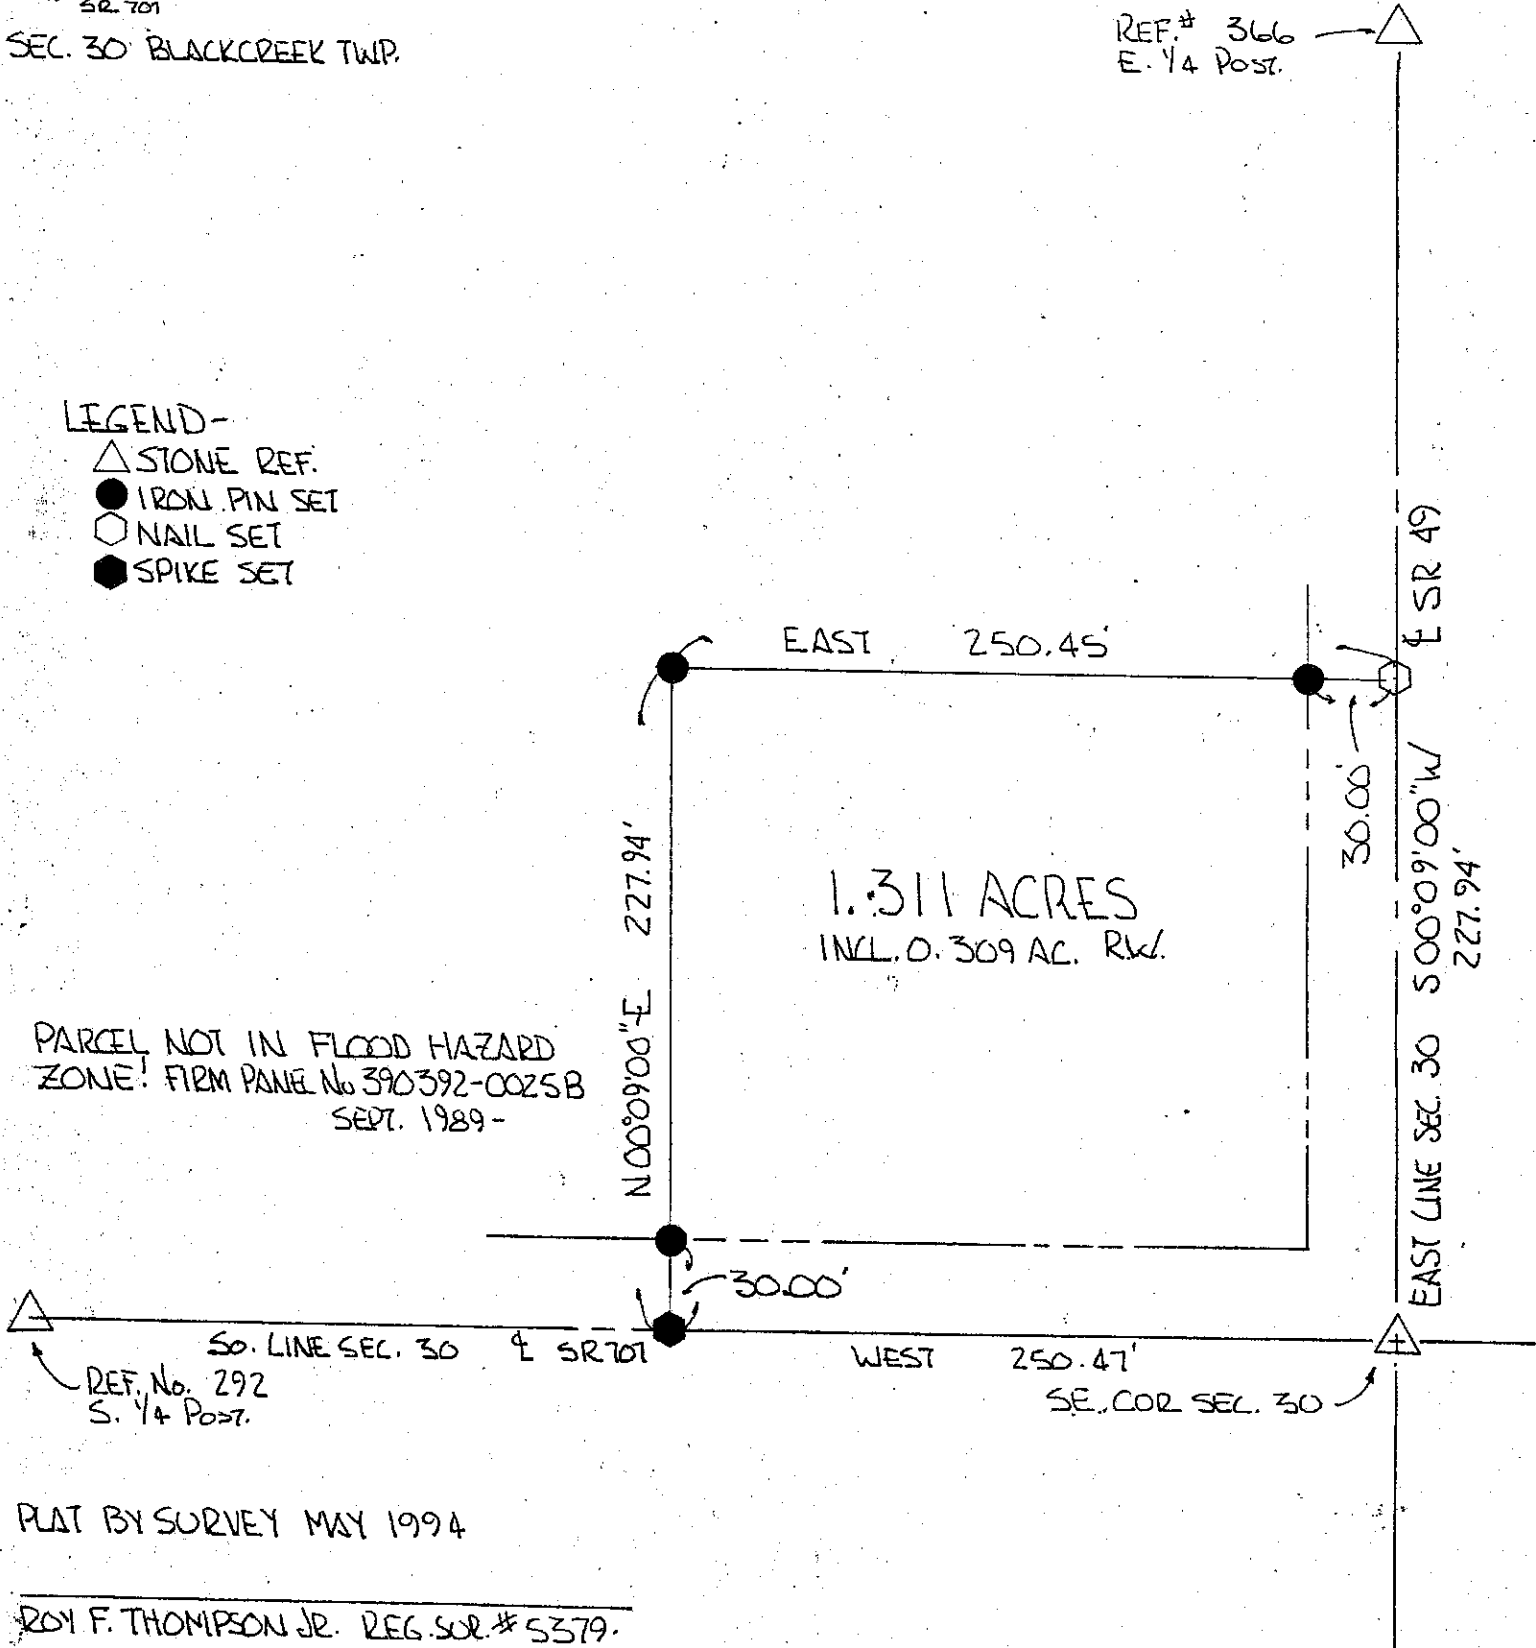 SR 701
SEC. 30 BLACKCREEK TWP.
REF.# 366
E. 1/4 POST.
LEGEND-
STONE REF.
IRON PIN SET
NAIL SET
SPIKE SET
℄ SR 49
EAST 250.45'
30.00'
N 00°09'00"E 227.94'
1.311 ACRES
INCL. 0.309 AC. R.W.
EAST LINE SEC. 30 S 00°09'00"W
227.94'
PARCEL NOT IN FLOOD HAZARD
ZONE! FIRM PANEL No 390392-0025B
SEPT. 1989-
30.00'
SO. LINE SEC. 30 ℄ SR 701
WEST 250.47'
REF. No. 292
S. 1/4 POST.
SE. COR SEC. 30
PLAT BY SURVEY MAY 1994
ROY F. THOMPSON JR. REG. SUR. # 5379.